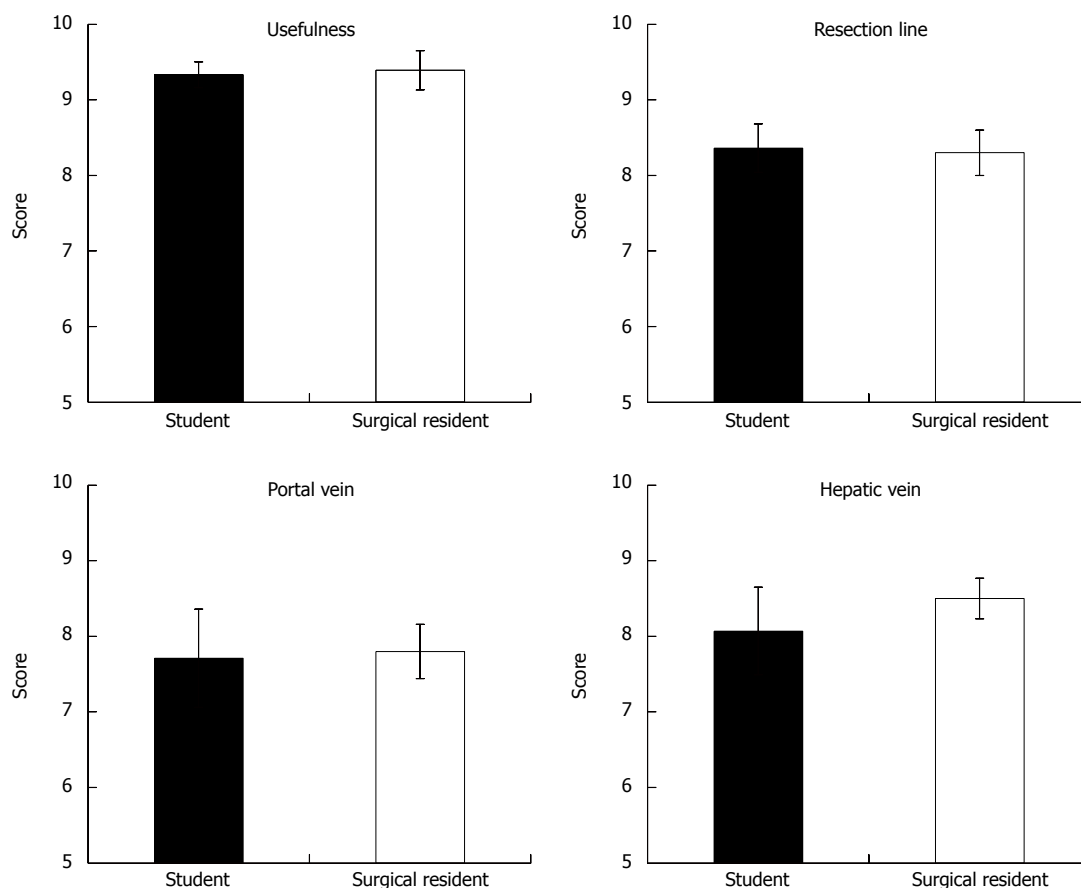 Usefulness
Score
10
9
8
7
6
5
Student Surgical resident
Resection line
Score
10
9
8
7
6
5
Student Surgical resident
Portal vein
Score
10
9
8
7
6
5
Student Surgical resident
Hepatic vein
Score
10
9
8
7
6
5
Student Surgical resident